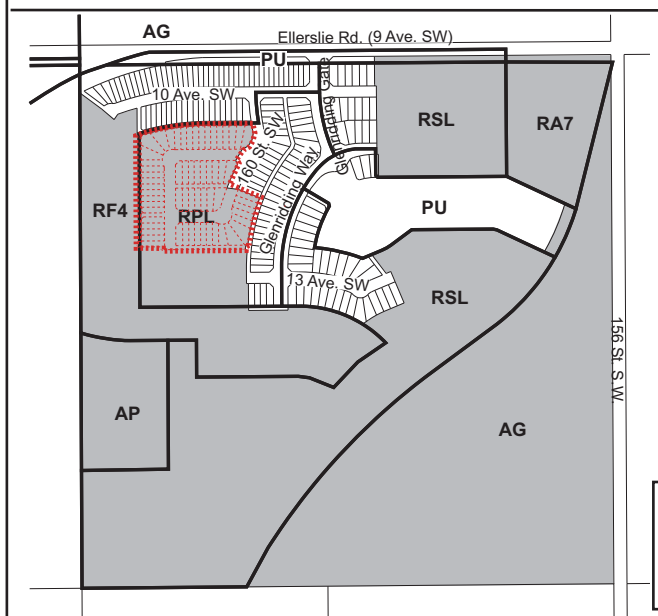 AG
Ellerslie Rd. (9 Ave. SW)
PU
10 Ave. SW
Glenridding Gate
RSL
RA7
160 St. SW
RF4
RPL
Glenridding Way
PU
13 Ave. SW
RSL
156 St. S.W.
AP
AG